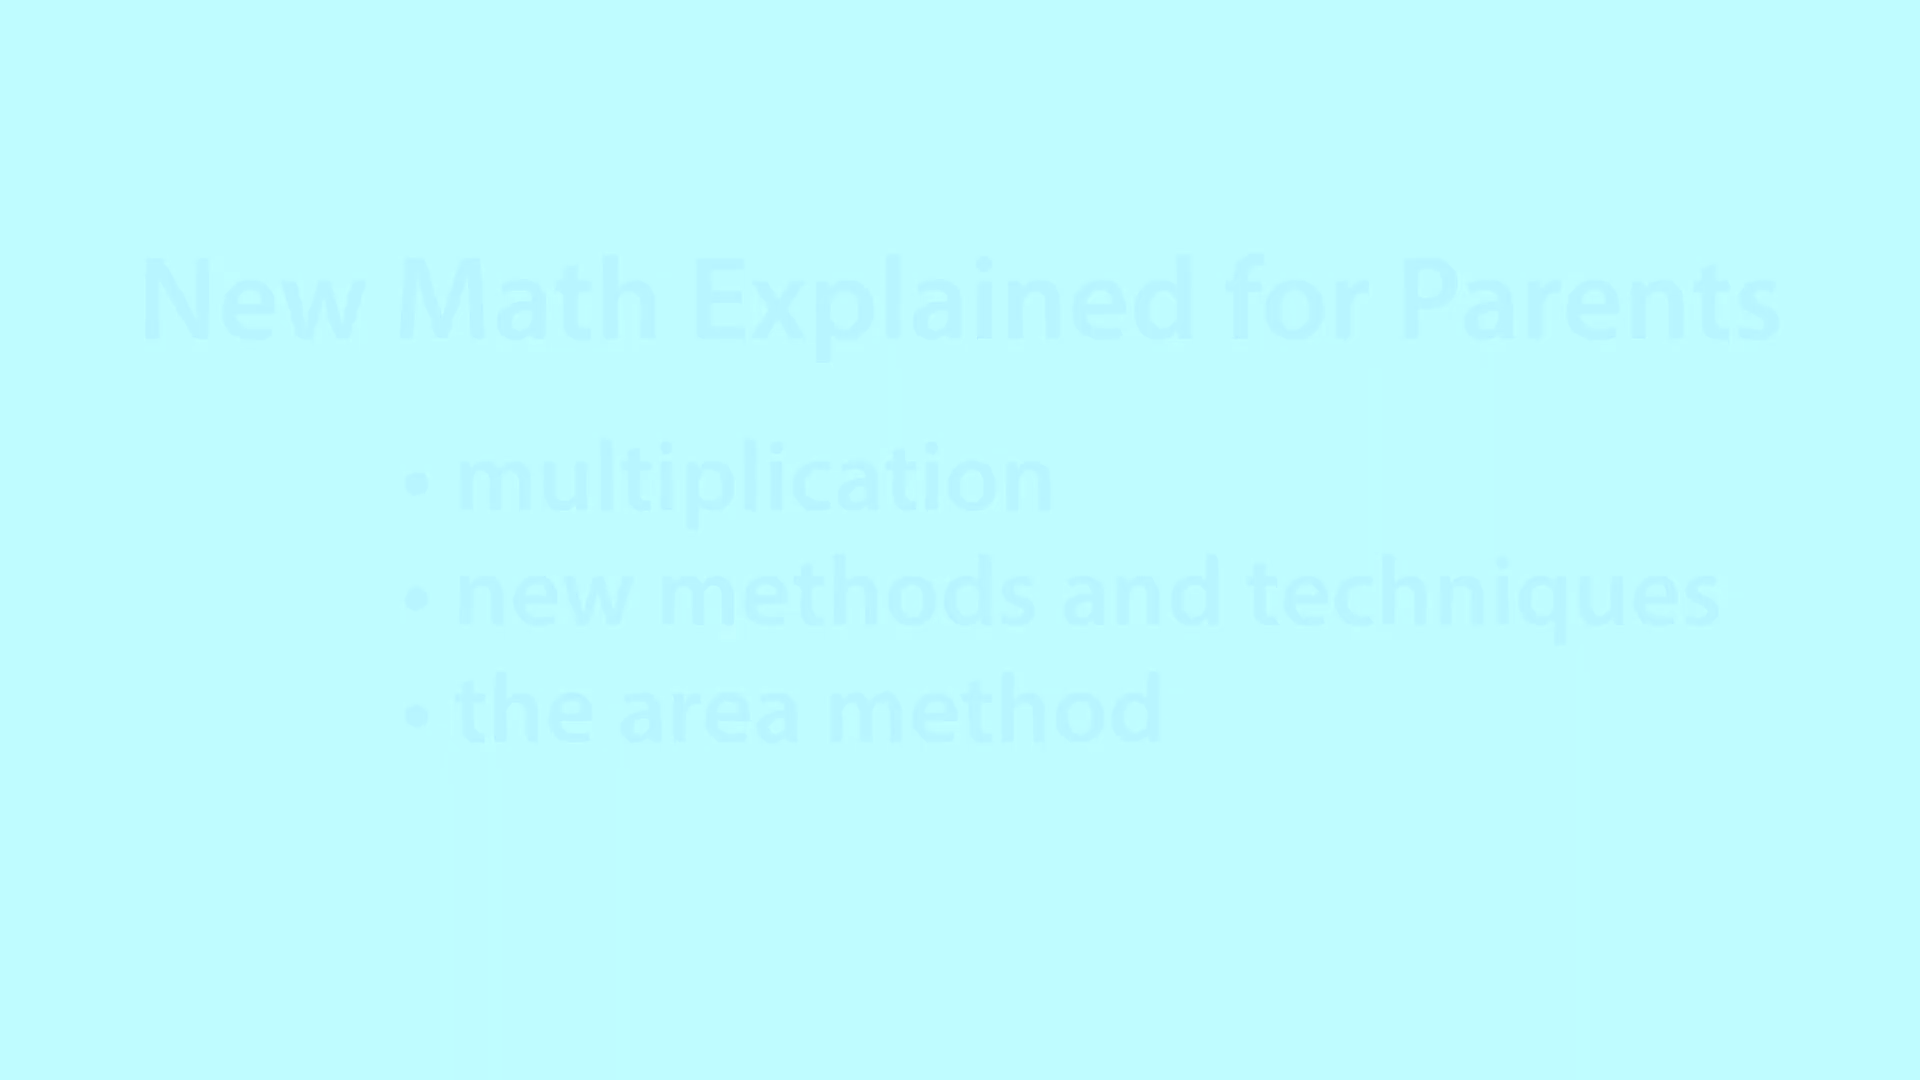 New Math Explained for Parents
• multiplication
• new methods and techniques
• the area method